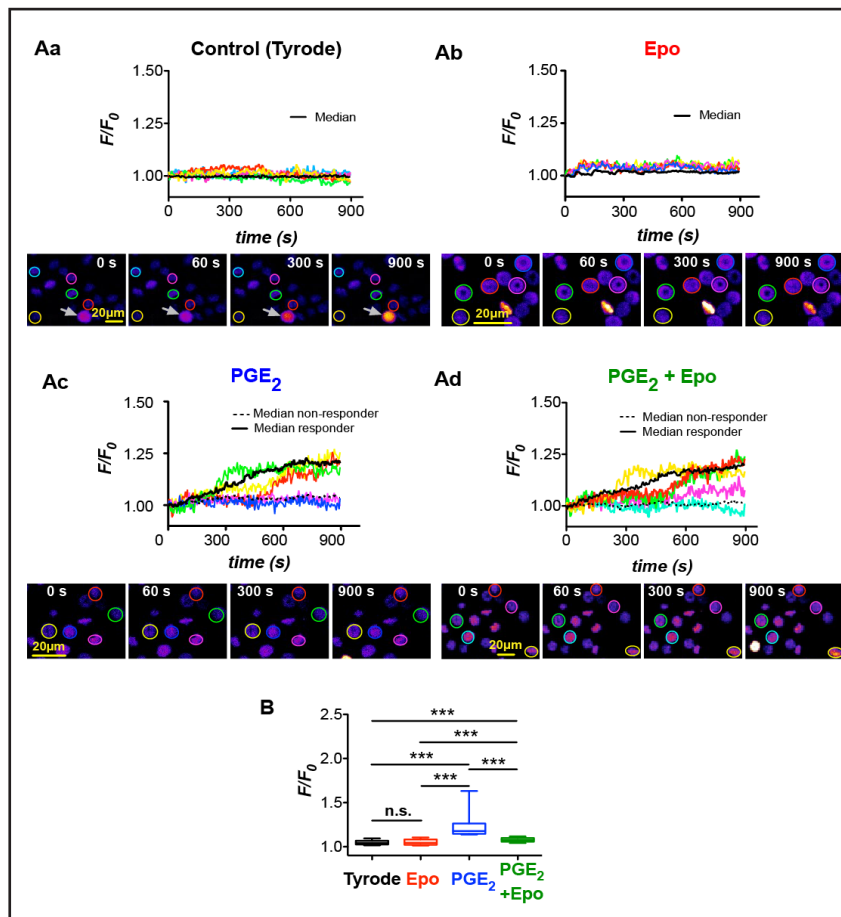 Aa
Control (Tyrode)
1.50
1.25
1.00
F/F0
Median
0
300
600
900
time (s)
0 s
60 s
300 s
900 s
20µm
Ab
Epo
1.50
1.25
1.00
F/F0
Median
0
300
600
900
time (s)
0 s
60 s
300 s
900 s
20µm
Ac
PGE2
1.50
1.25
1.00
F/F0
Median non-responder
Median responder
0
300
600
900
time (s)
0 s
60 s
300 s
900 s
20µm
Ad
PGE2 + Epo
1.50
1.25
1.00
F/F0
Median non-responder
Median responder
0
300
600
900
time (s)
0 s
60 s
300 s
900 s
20µm
B
2.5
2.0
1.5
1.0
F/F0
***
***
***
***
***
n.s.
Tyrode
Epo
PGE2
PGE2
+Epo